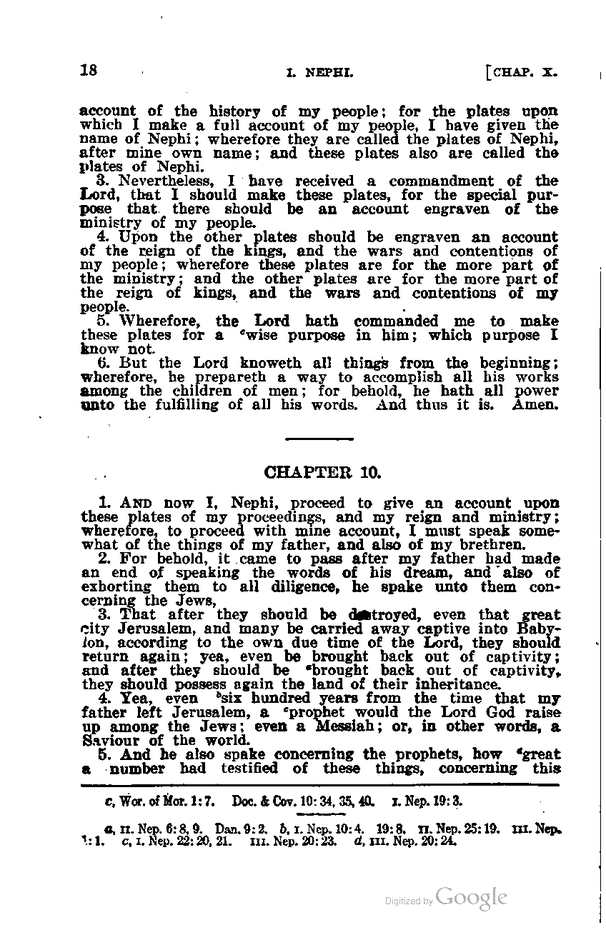 18 I. NEPHI. [CHAP. X.
account of the history of my people; for the plates upon
which I make a full account of my people, I have given the
name of Nephi; wherefore they are called the plates of Nephi,
after mine own name; and these plates also are called the
plates of Nephi.
3. Nevertheless, I have received a commandment of the
Lord, that I should make these plates, for the special pur-
pose that there should be an account engraven of the
ministry of my people.
4. Upon the other plates should be engraven an account
of the reign of the kings, and the wars and contentions of
my people; wherefore these plates are for the more part of
the ministry; and the other plates are for the more part of
the reign of kings, and the wars and contentions of my
people.
5. Wherefore, the Lord hath commanded me to make
these plates for a cwise purpose in him; which purpose I
know not.
6. But the Lord knoweth all things from the beginning;
wherefore, he prepareth a way to accomplish all his works
among the children of men; for behold, he hath all power
unto the fulfilling of all his words. And thus it is. Amen.
CHAPTER 10.
1. AND now I, Nephi, proceed to give an account upon
these plates of my proceedings, and my reign and ministry;
wherefore, to proceed with mine account, I must speak some-
what of the things of my father, and also of my brethren.
2. For behold, it came to pass after my father had made
an end of speaking the words of his dream, and also of
exhorting them to all diligence, he spake unto them con-
cerning the Jews,
3. That after they should be destroyed, even that great
city Jerusalem, and many be carried away captive into Baby-
lon, according to the own due time of the Lord, they should
return again; yea, even be brought back out of captivity;
and after they should be abrought back out of captivity,
they should possess again the land of their inheritance.
4. Yea, even bsix hundred years from the time that my
father left Jerusalem, a cprophet would the Lord God raise
up among the Jews; even a Messiah; or, in other words, a
Saviour of the world.
5. And he also spake concerning the prophets, how dgreat
a number had testified of these things, concerning this
c, Wor. of Mor. 1:7. Doc. & Cov. 10:34, 35, 40. I. Nep. 19:3.
a, II. Nep. 6:8, 9. Dan. 9:2. b, I. Nep. 10:4. 19:8. II. Nep. 25:19. III. Nep.
1:1. c, I. Nep. 22:20, 21. III. Nep. 20:23. d, III. Nep. 20:24.
Digitized by Google